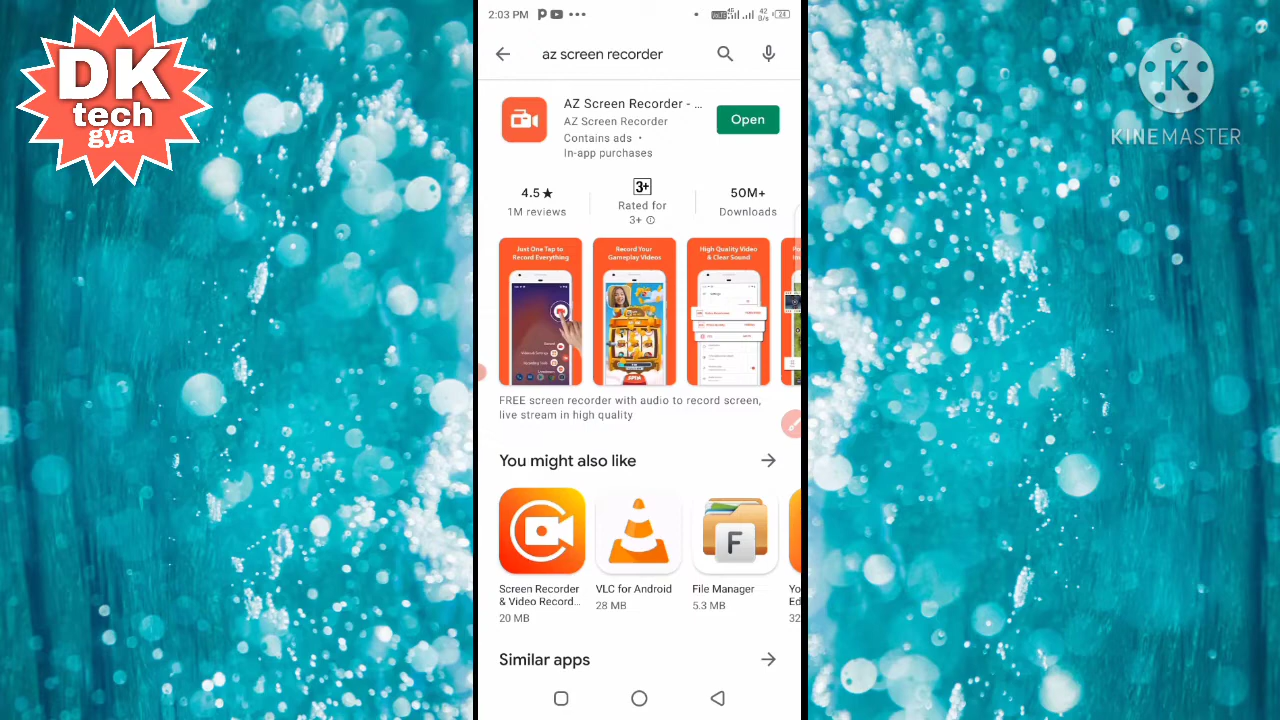 DK
tech
gya
K
KINEMASTER
2:03 PM
az screen recorder
AZ Screen Recorder - ...
AZ Screen Recorder
Contains ads •
In-app purchases
Open
4.5★
1M reviews
3+
Rated for
3+
50M+
Downloads
Just One Tap to
Record Everything
Record Your
Gameplay Videos
High Quality Video
& Clear Sound
FREE screen recorder with audio to record screen,
live stream in high quality
You might also like
F
Screen Recorder
& Video Record...
20 MB
VLC for Android
28 MB
File Manager
5.3 MB
Similar apps